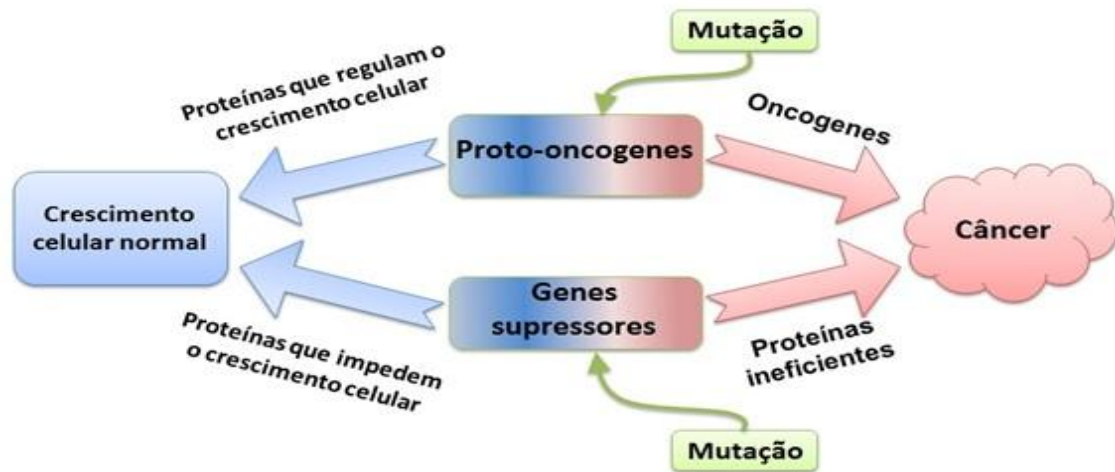 Mutação
Proteínas que regulam o
crescimento celular
Oncogenes
Proto-oncogenes
Crescimento
celular normal
Câncer
Genes
supressores
Proteínas que impedem
o crescimento celular
Proteínas
ineficientes
Mutação